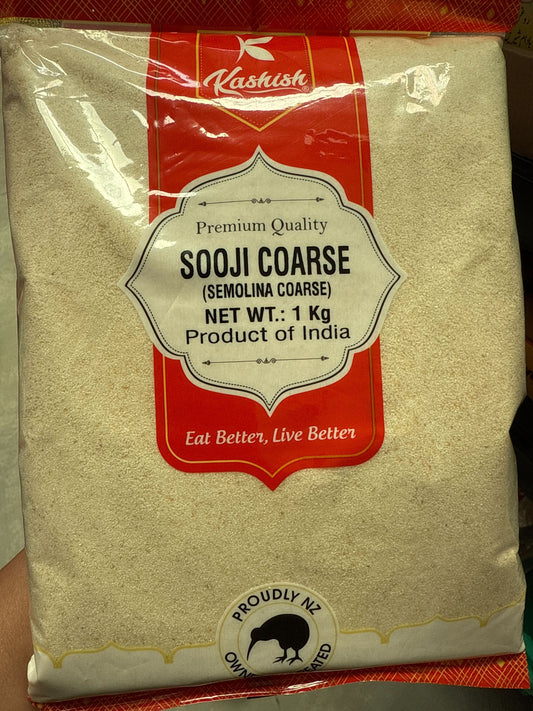 Kashish®
Premium Quality
SOOJI COARSE
(SEMOLINA COARSE)
NET WT.: 1 Kg
Product of India
Eat Better, Live Better
PROUDLY NZ